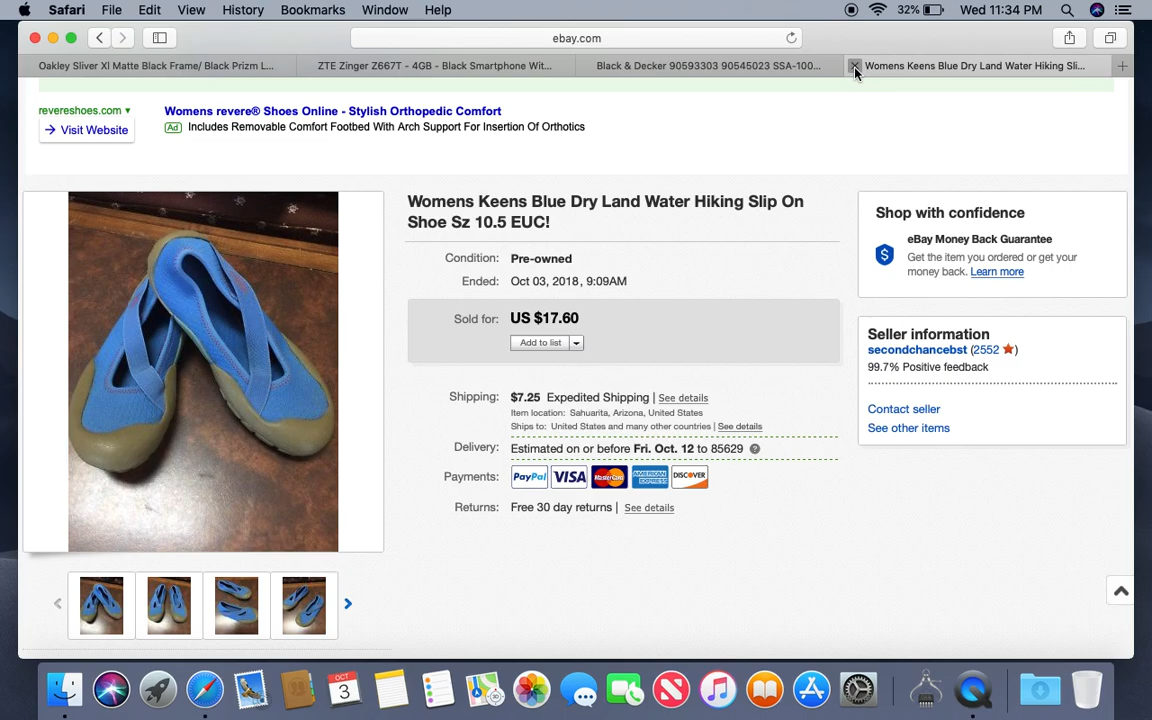 Safari File Edit View History Bookmarks Window Help 32% Wed 11:34 PM
ebay.com
Oakley Sliver Xl Matte Black Frame/ Black Prizm L... ZTE Zinger Z667T - 4GB - Black Smartphone Wit... Black & Decker 90593303 90545023 SSA-100... Womens Keens Blue Dry Land Water Hiking Sli...
revereshoes.com
Visit Website
Womens revere® Shoes Online - Stylish Orthopedic Comfort
Ad Includes Removable Comfort Footbed With Arch Support For Insertion Of Orthotics
Womens Keens Blue Dry Land Water Hiking Slip On
Shoe Sz 10.5 EUC!
Condition: Pre-owned
Ended: Oct 03, 2018, 9:09AM
Sold for: US $17.60
Add to list
Shipping: $7.25 Expedited Shipping | See details
Item location: Sahuarita, Arizona, United States
Ships to: United States and many other countries | See details
Delivery: Estimated on or before Fri. Oct. 12 to 85629 ?
Payments: PayPal VISA MasterCard AMERICAN EXPRESS DISCOVER
Returns: Free 30 day returns | See details
Shop with confidence
eBay Money Back Guarantee
Get the item you ordered or get your
money back. Learn more
Seller information
secondchancebst (2552)
99.7% Positive feedback
Contact seller
See other items
OCT
3